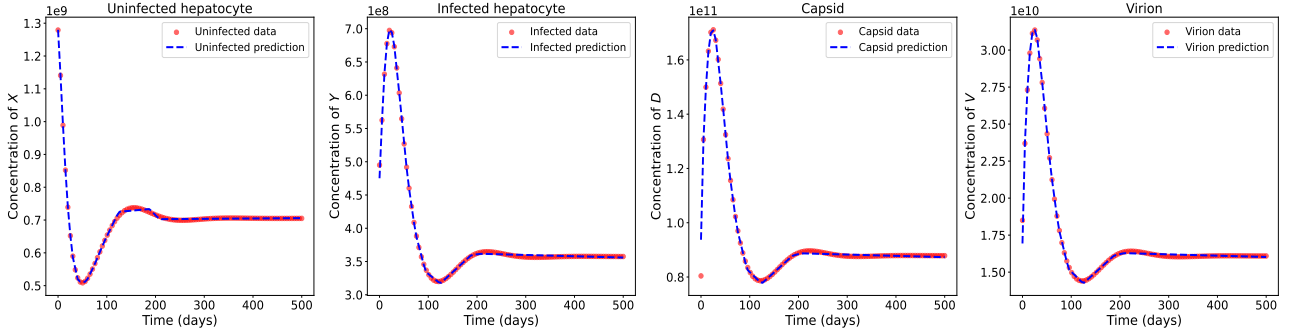 Uninfected hepatocyte
1e9
Uninfected data
Uninfected prediction
1.3
1.2
1.1
1.0
0.9
0.8
0.7
0.6
0.5
Concentration of X
0
100
200
300
400
500
Time (days)
Infected hepatocyte
1e8
Infected data
Infected prediction
7.0
6.5
6.0
5.5
5.0
4.5
4.0
3.5
3.0
Concentration of Y
0
100
200
300
400
500
Time (days)
Capsid
1e11
Capsid data
Capsid prediction
1.6
1.4
1.2
1.0
0.8
Concentration of D
0
100
200
300
400
500
Time (days)
Virion
1e10
Virion data
Virion prediction
3.00
2.75
2.50
2.25
2.00
1.75
1.50
Concentration of V
0
100
200
300
400
500
Time (days)